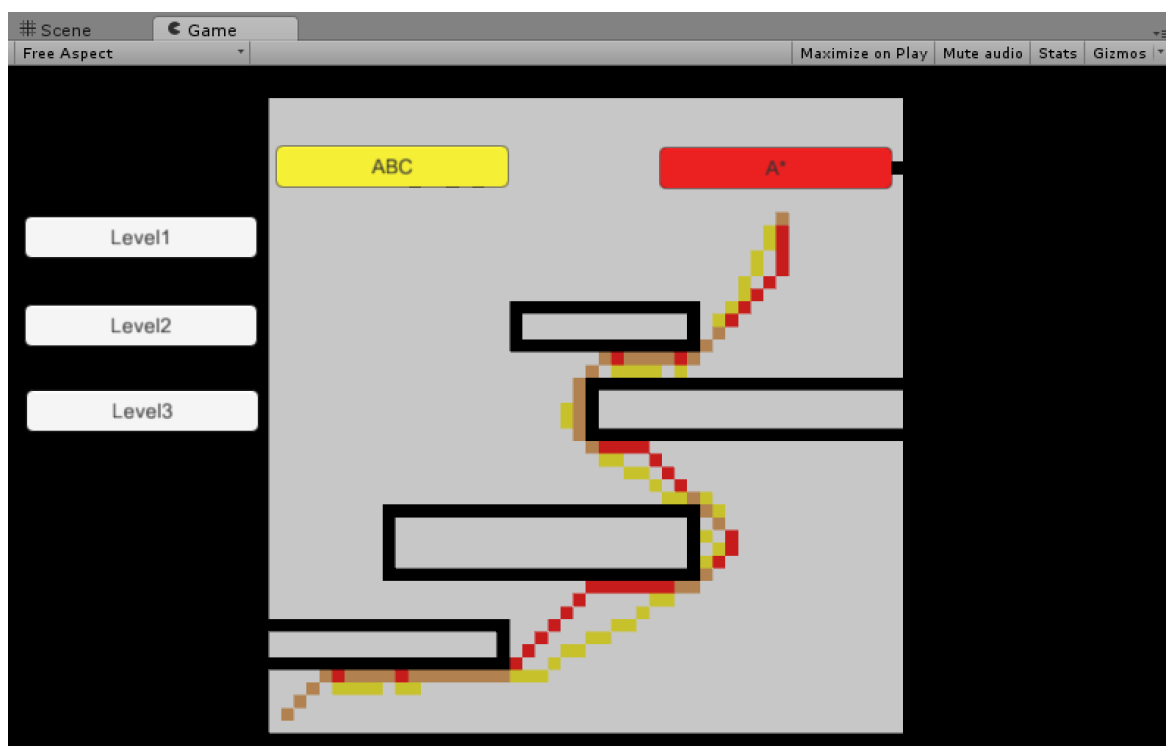 Scene
Game
Free Aspect
Maximize on Play
Mute audio
Stats
Gizmos
ABC
A*
Level1
Level2
Level3